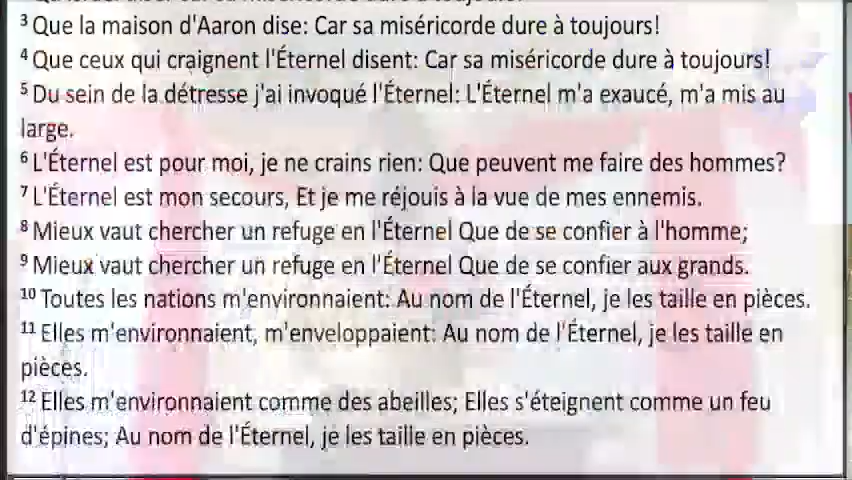 ³ Que la maison d'Aaron dise: Car sa miséricorde dure à toujours!
⁴ Que ceux qui craignent l'Éternel disent: Car sa miséricorde dure à toujours!
⁵ Du sein de la détresse j'ai invoqué l'Éternel: L'Éternel m'a exaucé, m'a mis au
large.
⁶ L'Éternel est pour moi, je ne crains rien: Que peuvent me faire des hommes?
⁷ L'Éternel est mon secours, Et je me réjouis à la vue de mes ennemis.
⁸ Mieux vaut chercher un refuge en l'Éternel Que de se confier à l'homme;
⁹ Mieux vaut chercher un refuge en l'Éternel Que de se confier aux grands.
¹⁰ Toutes les nations m'environnaient: Au nom de l'Éternel, je les taille en pièces.
¹¹ Elles m'environnaient, m'enveloppaient: Au nom de l'Éternel, je les taille en
pièces.
¹² Elles m'environnaient comme des abeilles; Elles s'éteignent comme un feu
d'épines; Au nom de l'Éternel, je les taille en pièces.